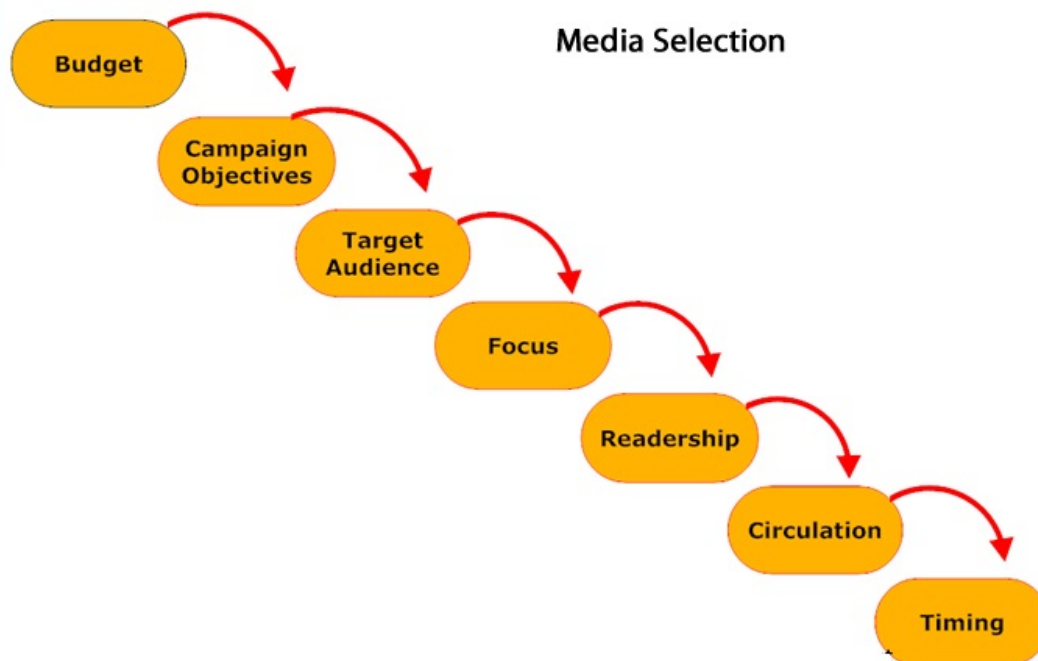 Media Selection
Budget
Campaign
Objectives
Target
Audience
Focus
Readership
Circulation
Timing